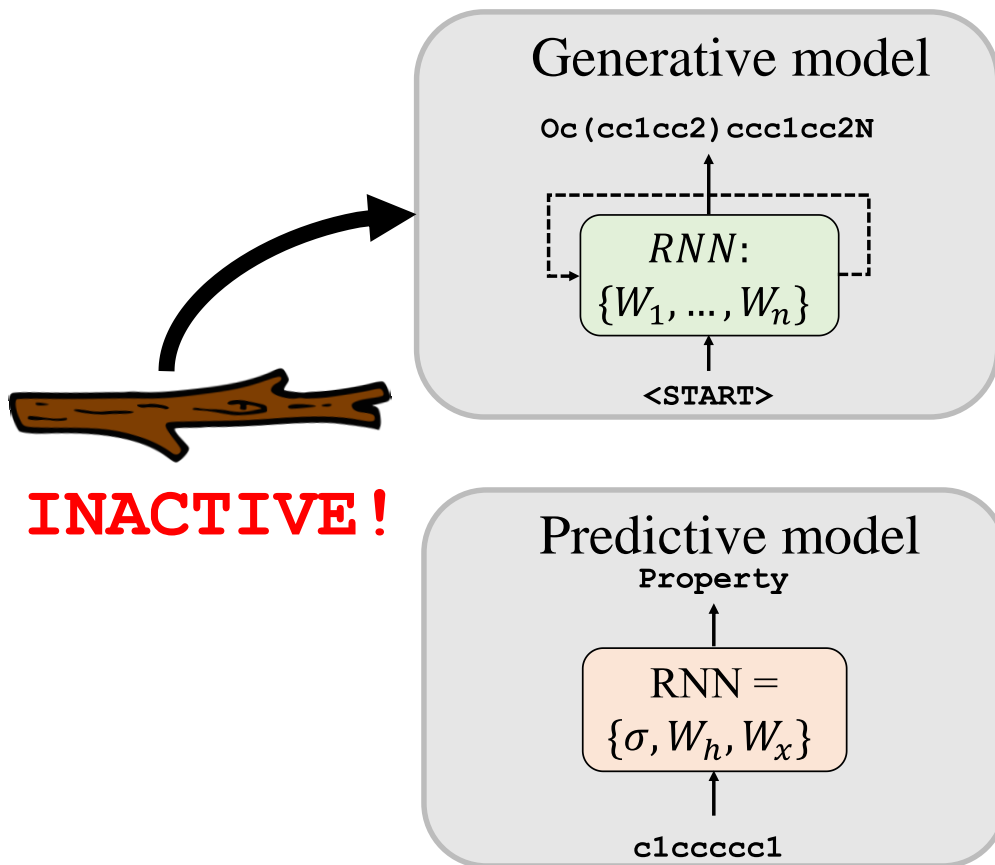 Generative model
Oc(cc1cc2)ccc1cc2N
RNN:
{W₁, ... , Wₙ}
<START>
INACTIVE!
Predictive model
Property
RNN =
{σ, Wₕ, Wₓ}
c1ccccc1